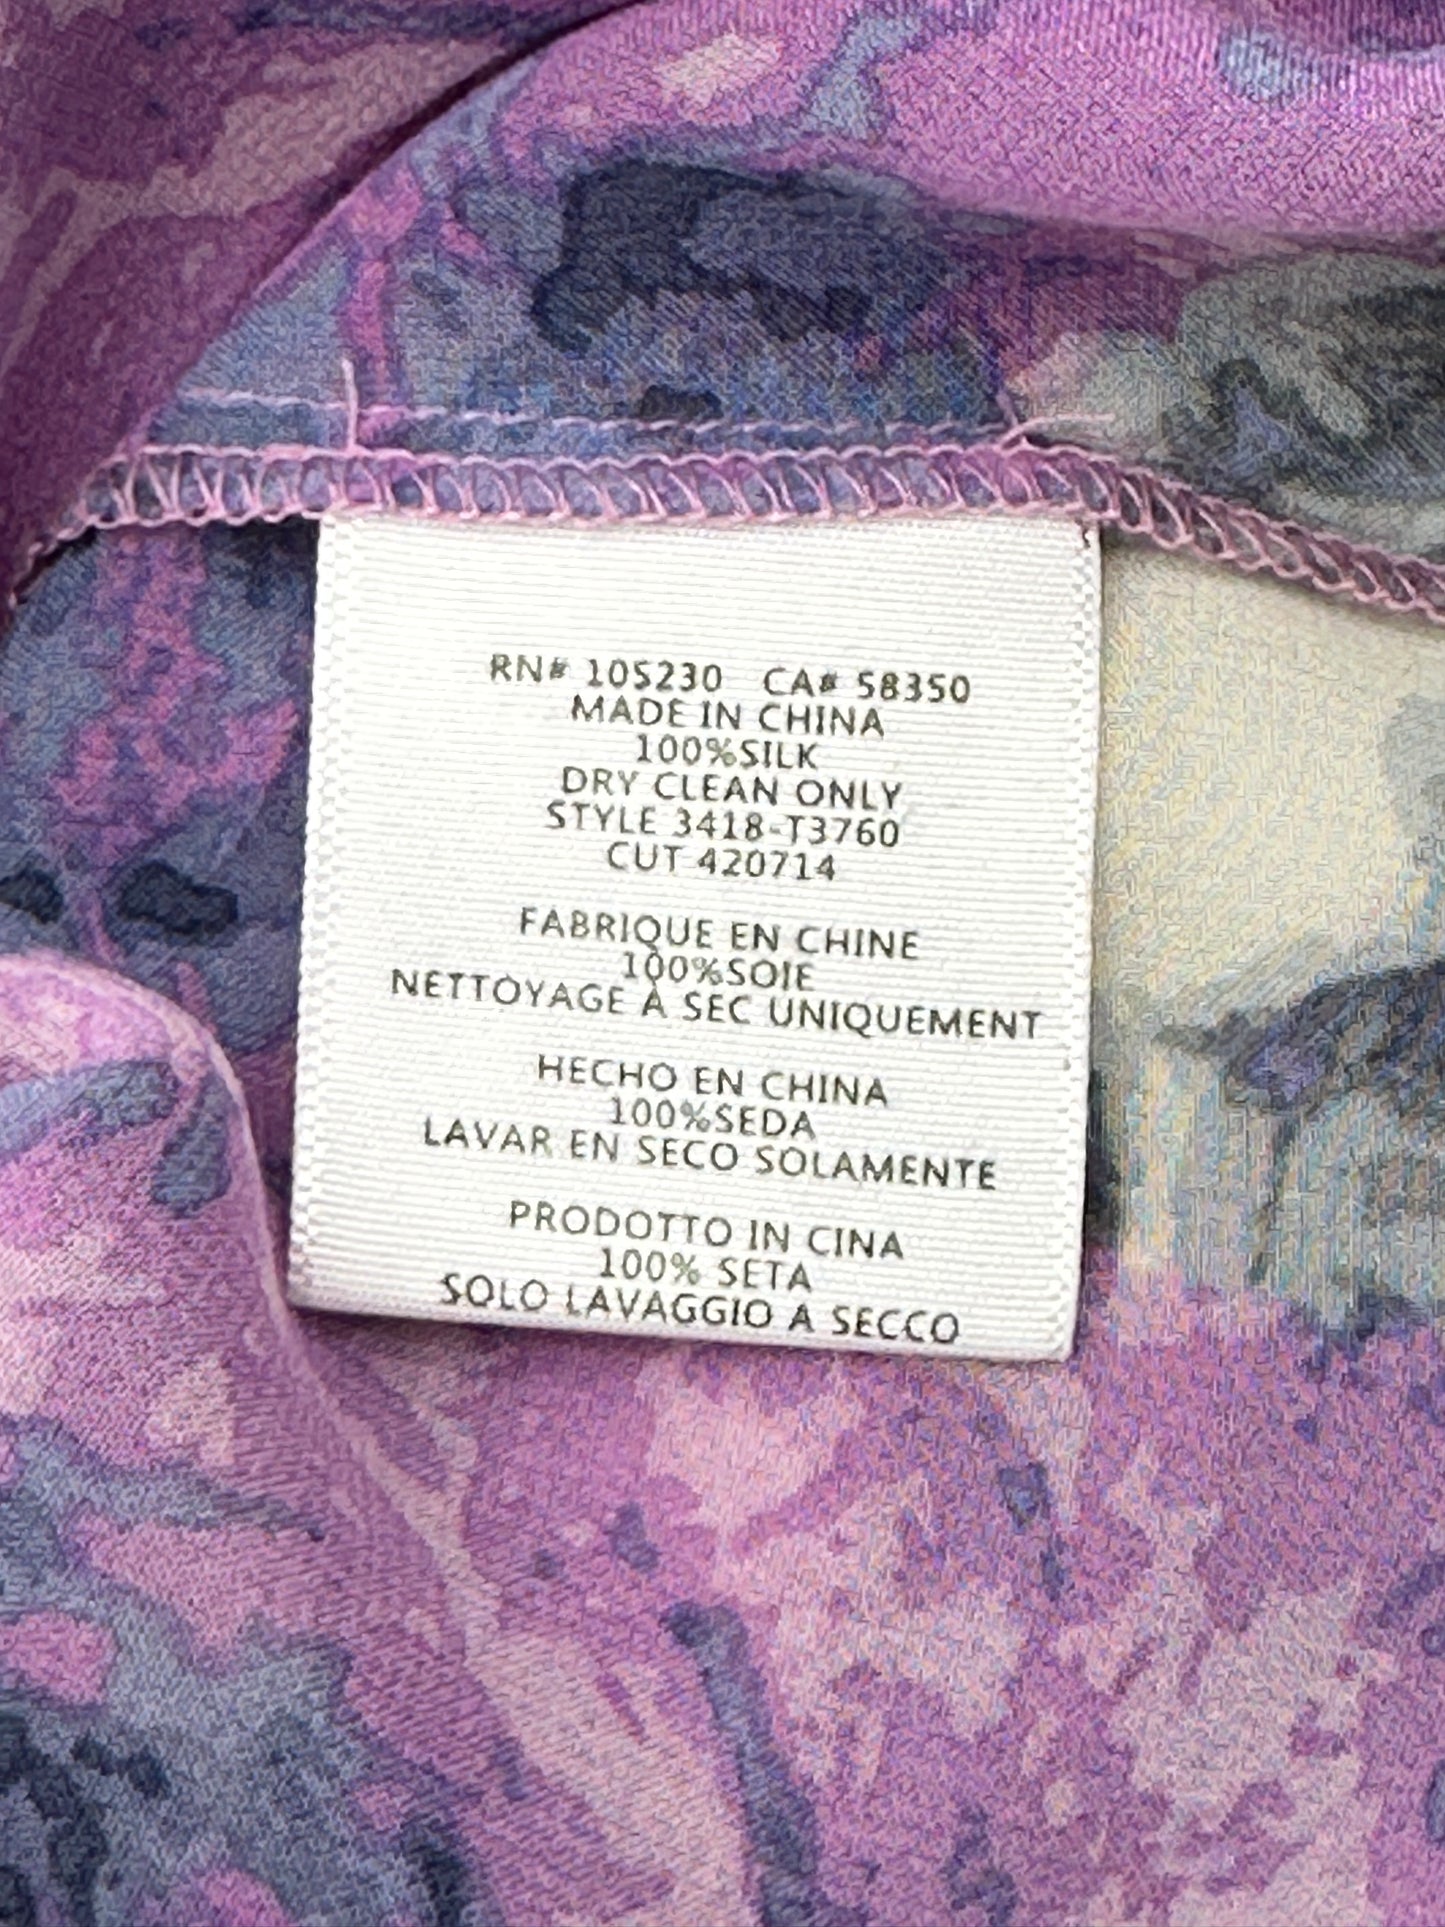 RN# 105230 CA# 58350
MADE IN CHINA
100%SILK
DRY CLEAN ONLY
STYLE 3418-T3760
CUT 420714
FABRIQUE EN CHINE
100%SOIE
NETTOYAGE À SEC UNIQUEMENT
HECHO EN CHINA
100%SEDA
LAVAR EN SECO SOLAMENTE
PRODOTTO IN CINA
100% SETA
SOLO LAVAGGIO A SECCO